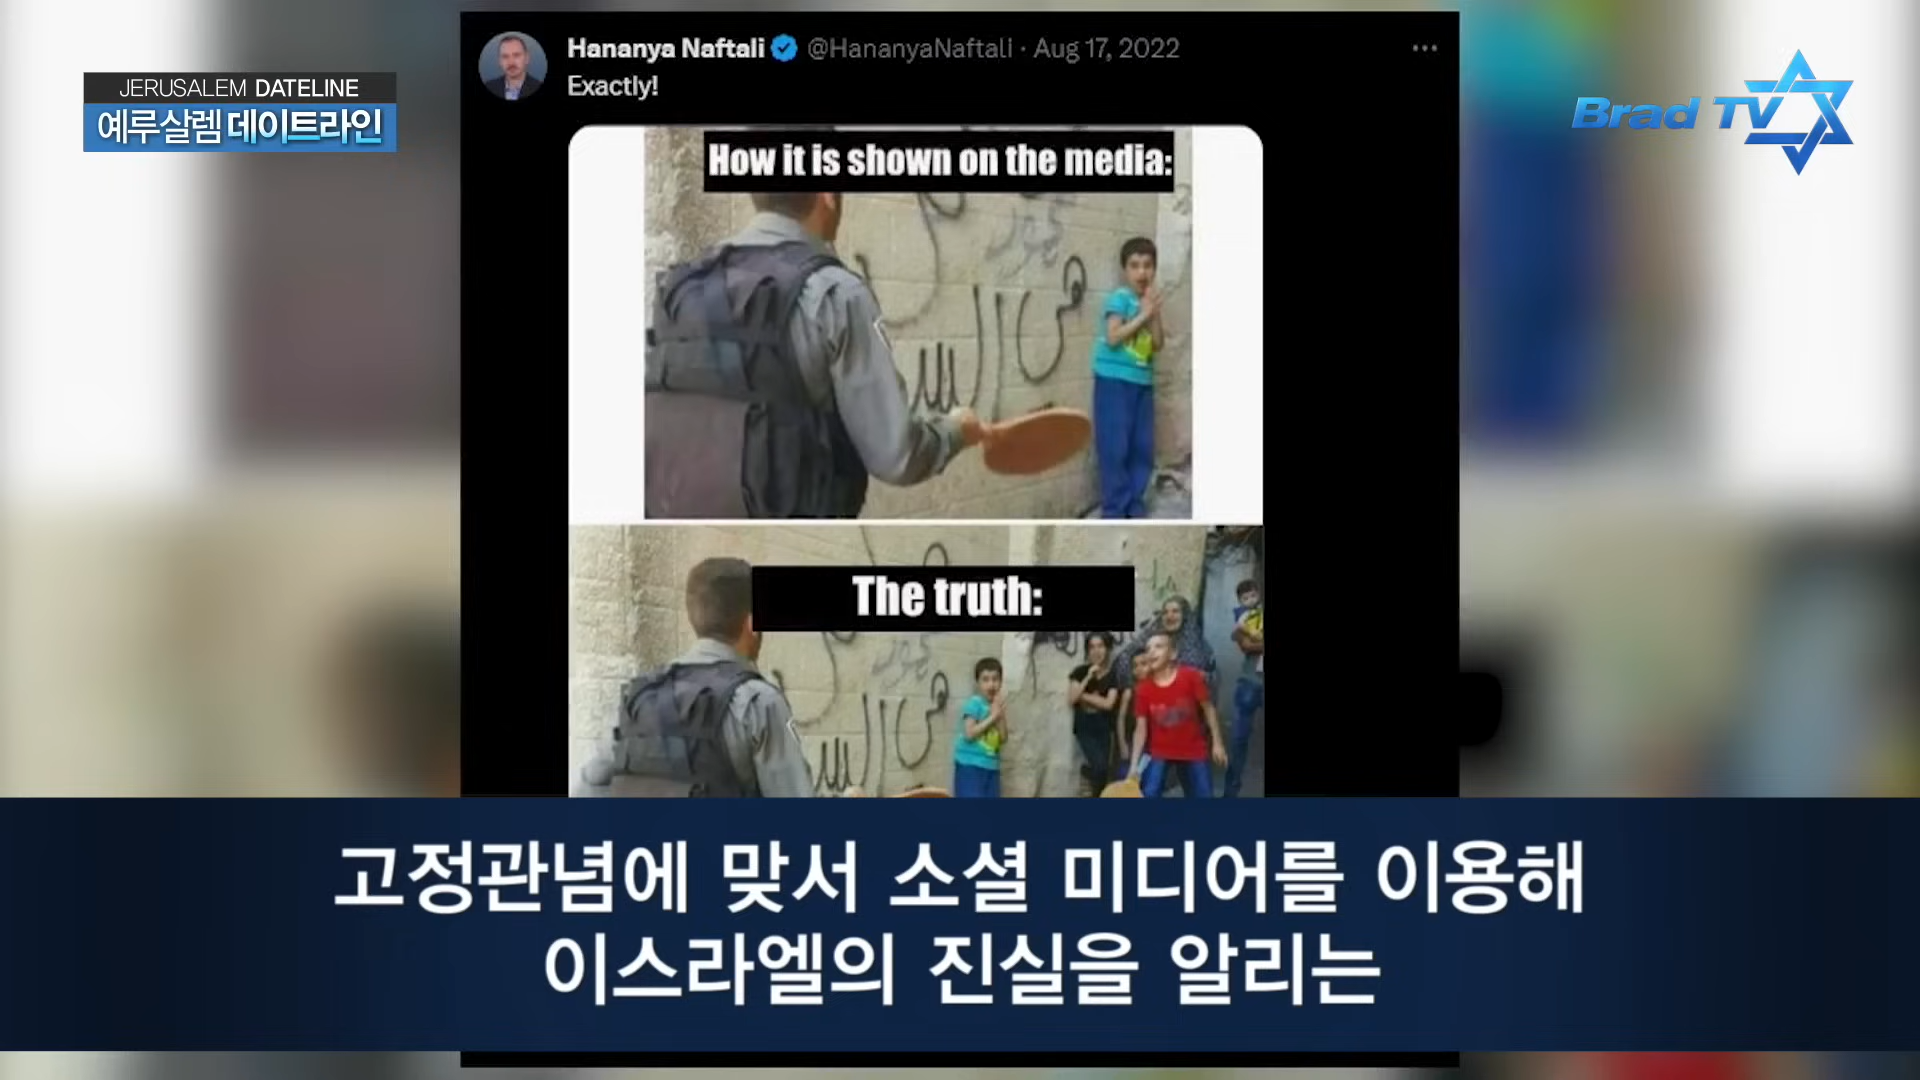 JERUSALEM DATELINE
예루살렘 데이트라인
Hananya Naftali @HananyaNaftali · Aug 17, 2022
Exactly!
Brad TV
How it is shown on the media:
The truth:
고정관념에 맞서 소셜 미디어를 이용해
이스라엘의 진실을 알리는